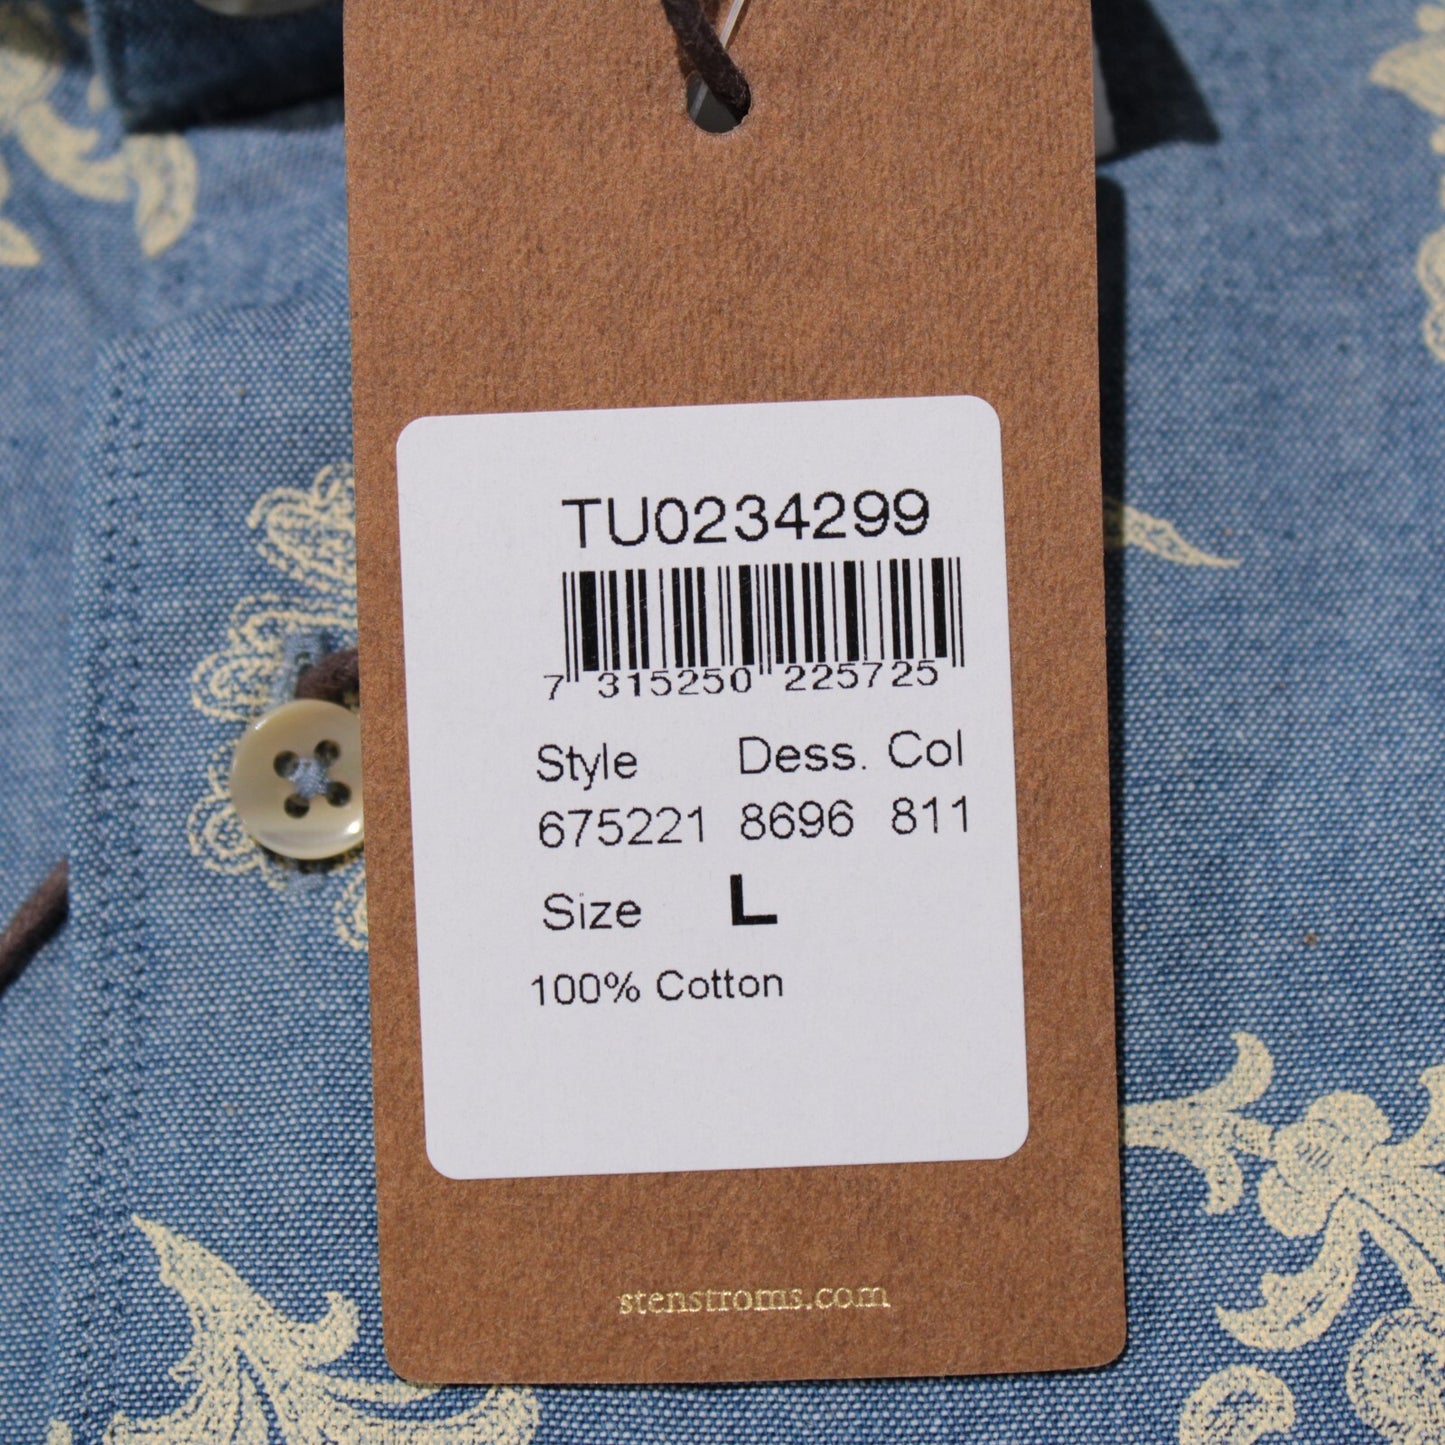 TU0234299
7 315250 225725
Style Dess. Col
675221 8696 811
Size L
100% Cotton
stenstroms.com